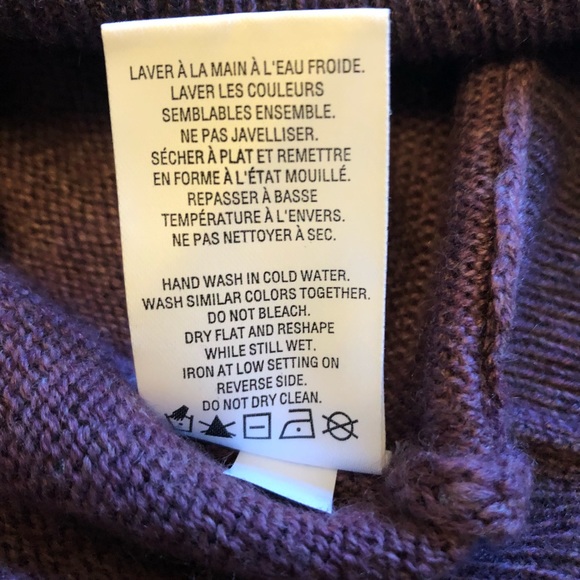 LAVER À LA MAIN À L'EAU FROIDE.
LAVER LES COULEURS
SEMBLABLES ENSEMBLE.
NE PAS JAVELLISER.
SÉCHER À PLAT ET REMETTRE
EN FORME À L'ÉTAT MOUILLÉ.
REPASSER À BASSE
TEMPÉRATURE À L'ENVERS.
NE PAS NETTOYER À SEC.
HAND WASH IN COLD WATER.
WASH SIMILAR COLORS TOGETHER.
DO NOT BLEACH.
DRY FLAT AND RESHAPE
WHILE STILL WET.
IRON AT LOW SETTING ON
REVERSE SIDE.
DO NOT DRY CLEAN.